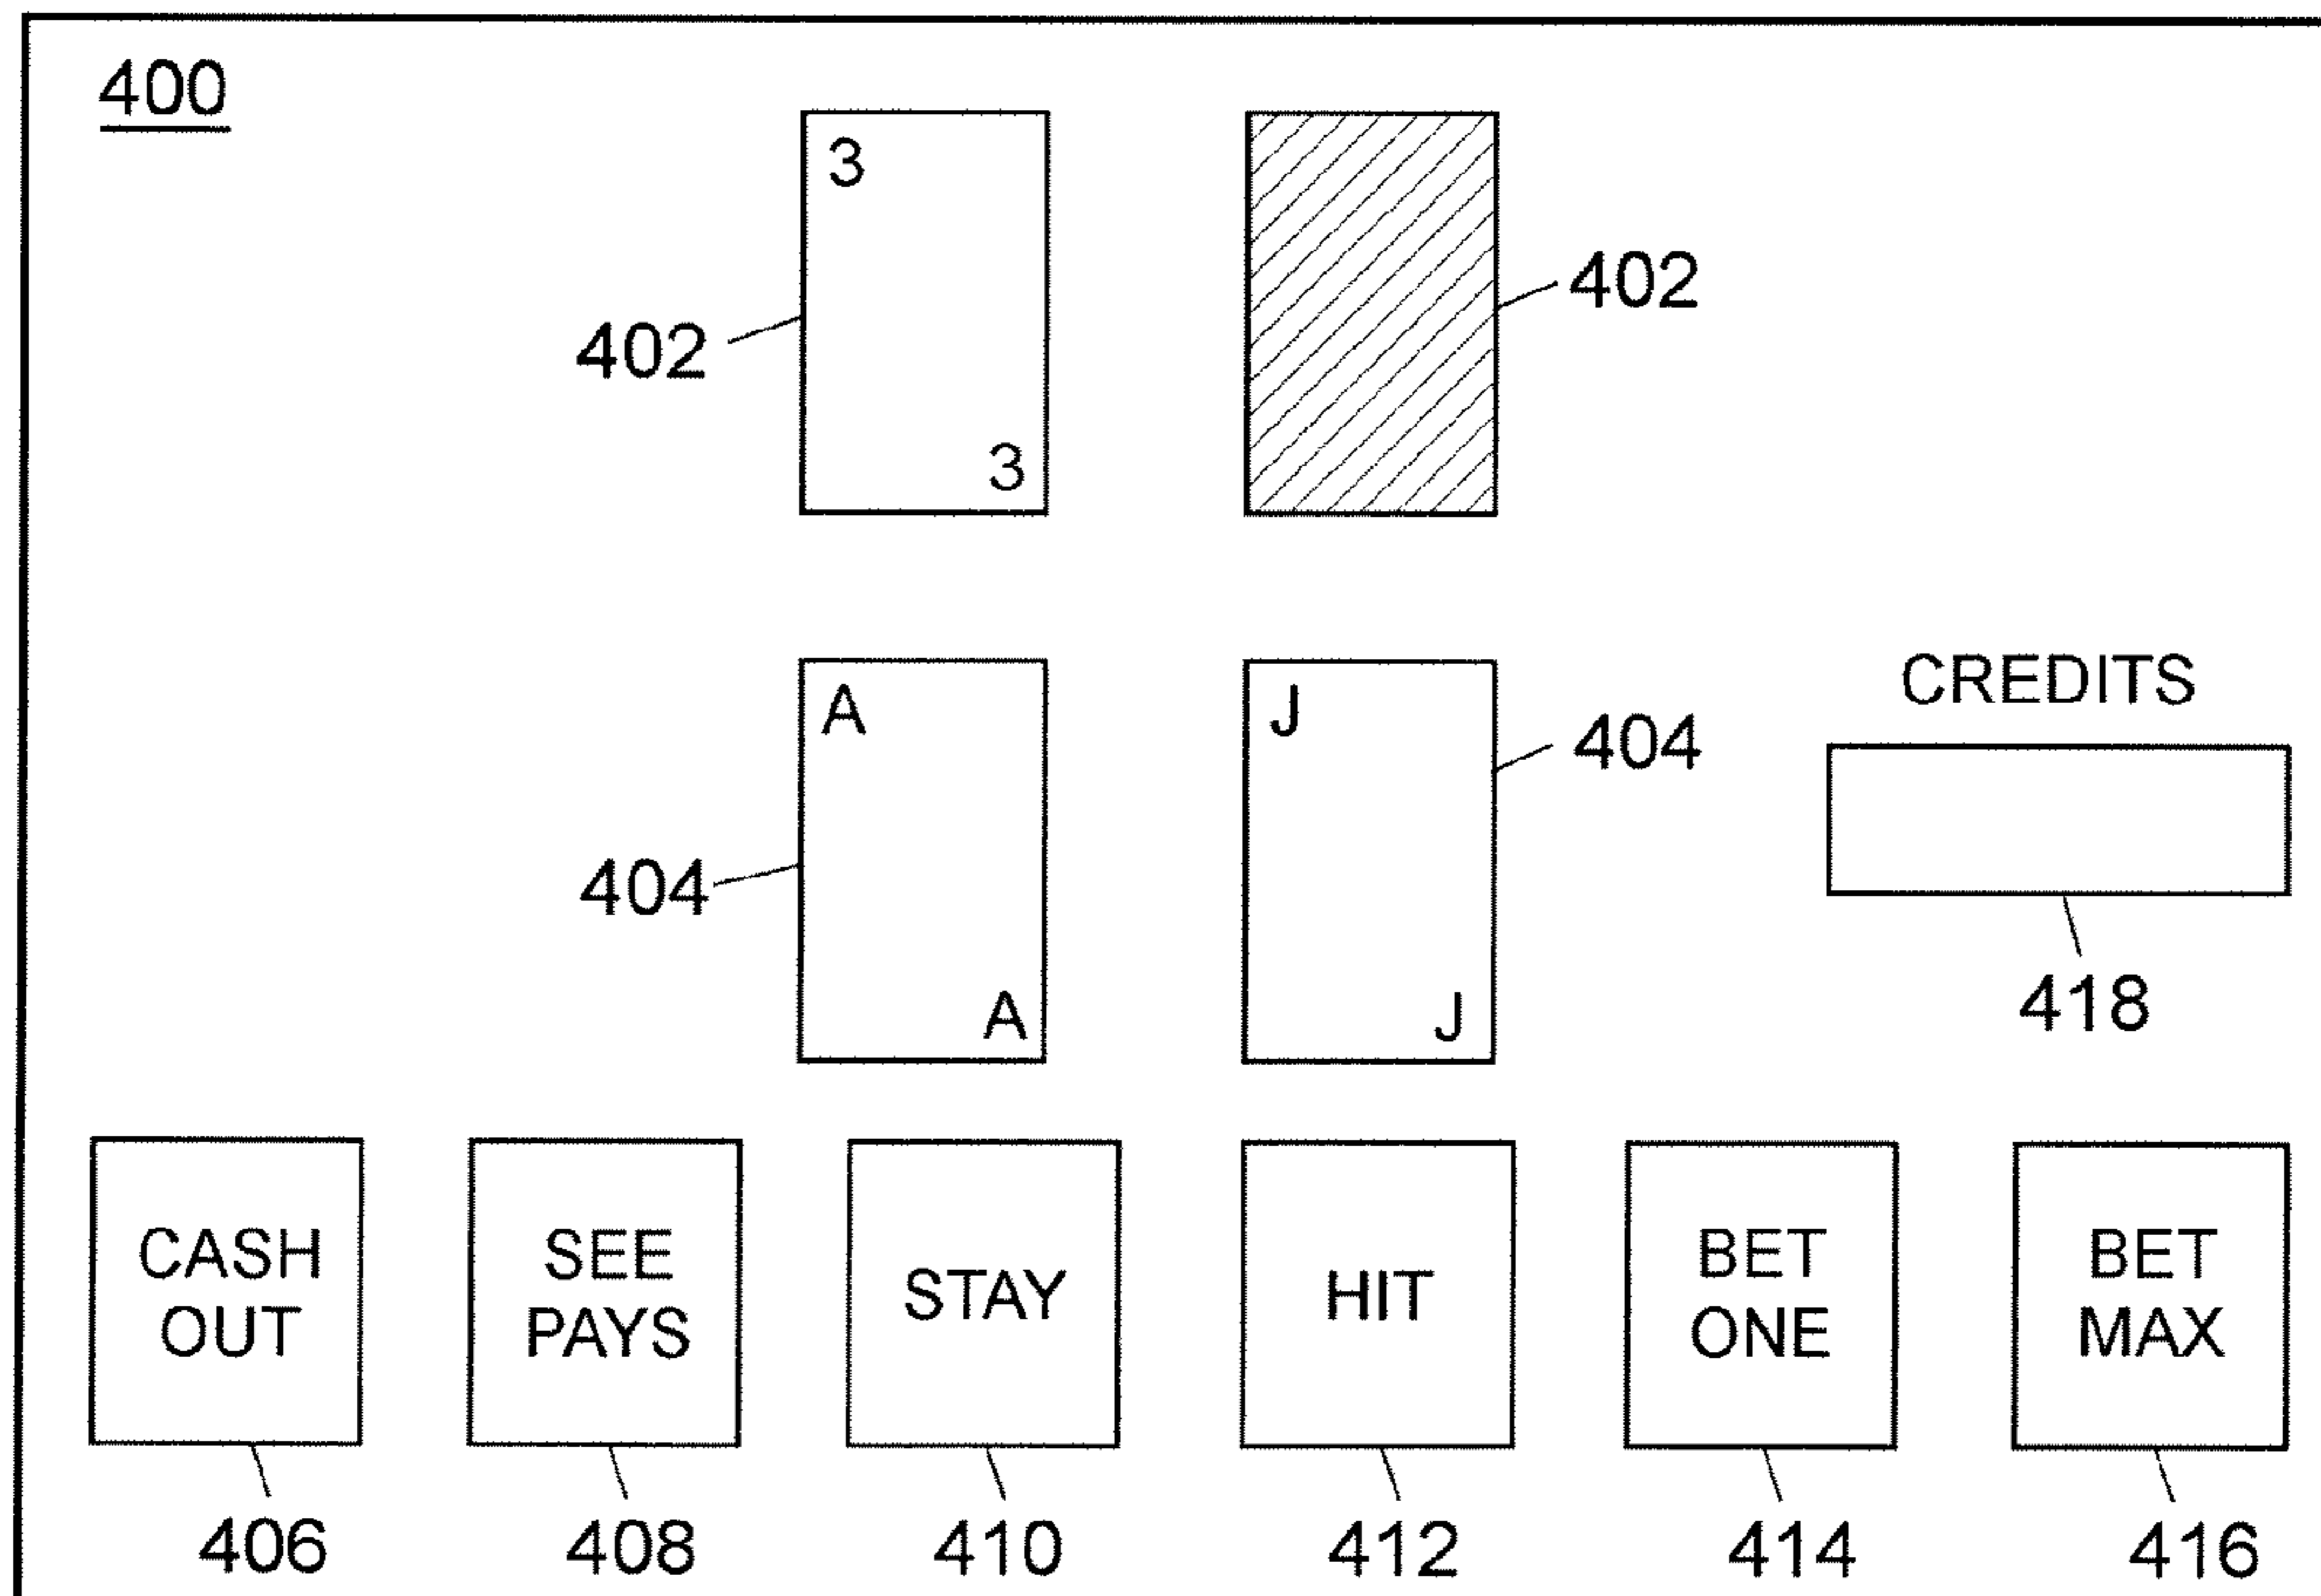 400
3
3
402
402
A
A
404
J
J
404
CREDITS
418
CASH
OUT
SEE
PAYS
STAY
HIT
BET
ONE
BET
MAX
406
408
410
412
414
416